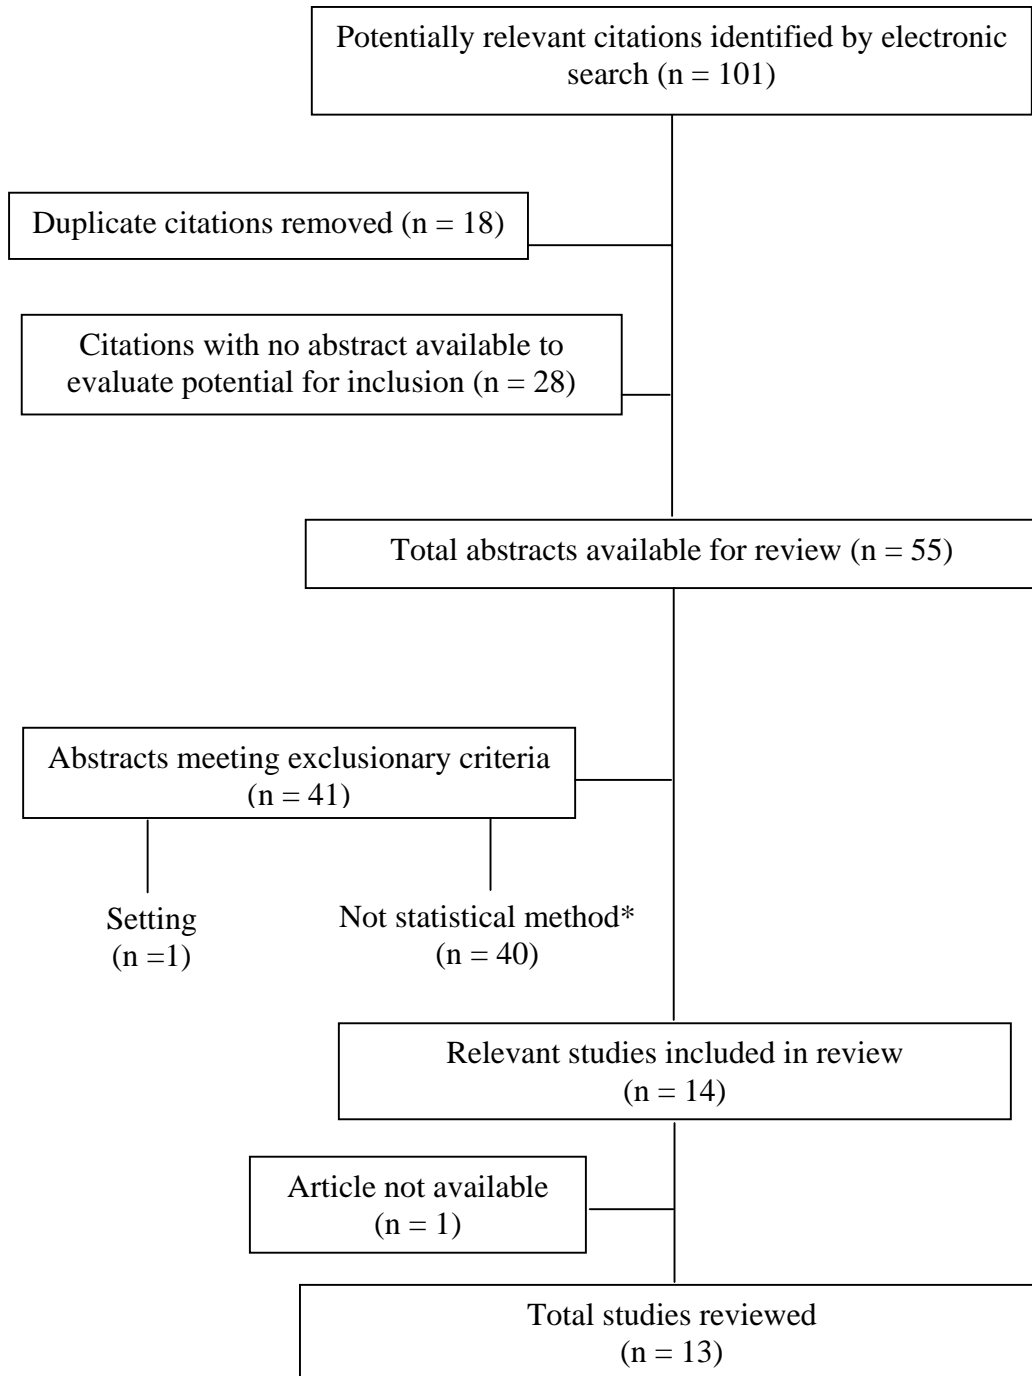 Potentially relevant citations identified by electronic
search (n = 101)
Duplicate citations removed (n = 18)
Citations with no abstract available to
evaluate potential for inclusion (n = 28)
Total abstracts available for review (n = 55)
Abstracts meeting exclusionary criteria
(n = 41)
Setting
(n =1)
Not statistical method*
(n = 40)
Relevant studies included in review
(n = 14)
Article not available
(n = 1)
Total studies reviewed
(n = 13)